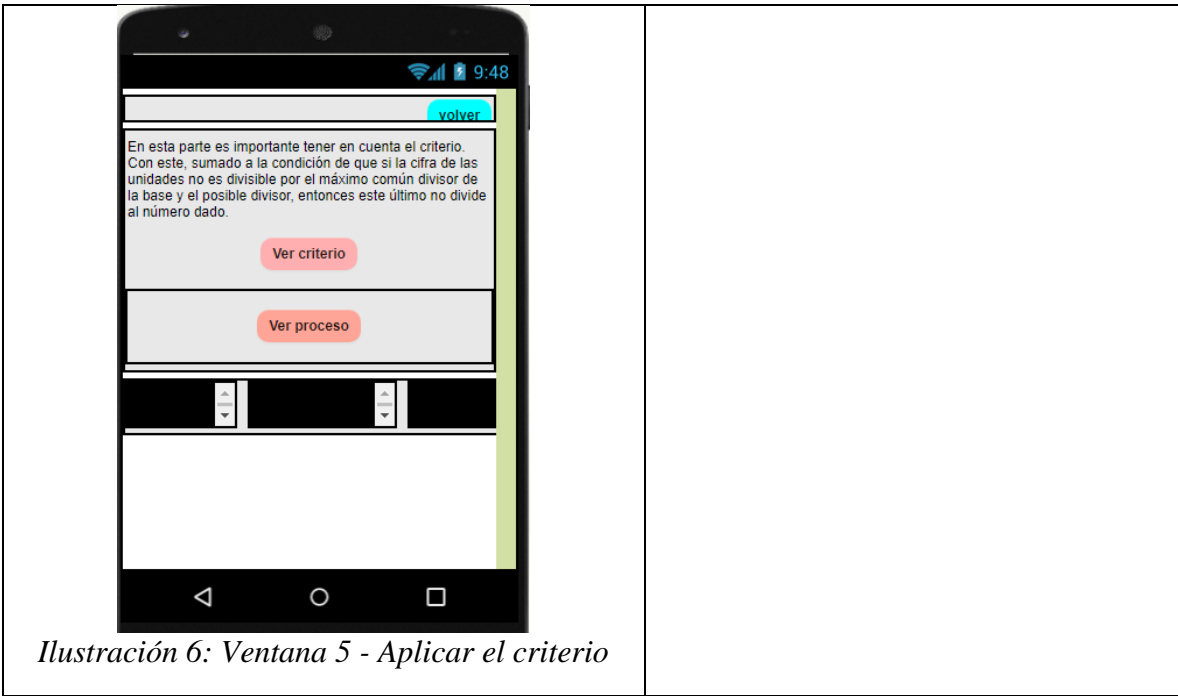 9:48
volver
En esta parte es importante tener en cuenta el criterio.
Con este, sumado a la condición de que si la cifra de las
unidades no es divisible por el máximo común divisor de
la base y el posible divisor, entonces este último no divide
al número dado.
Ver criterio
Ver proceso
Ilustración 6: Ventana 5 - Aplicar el criterio